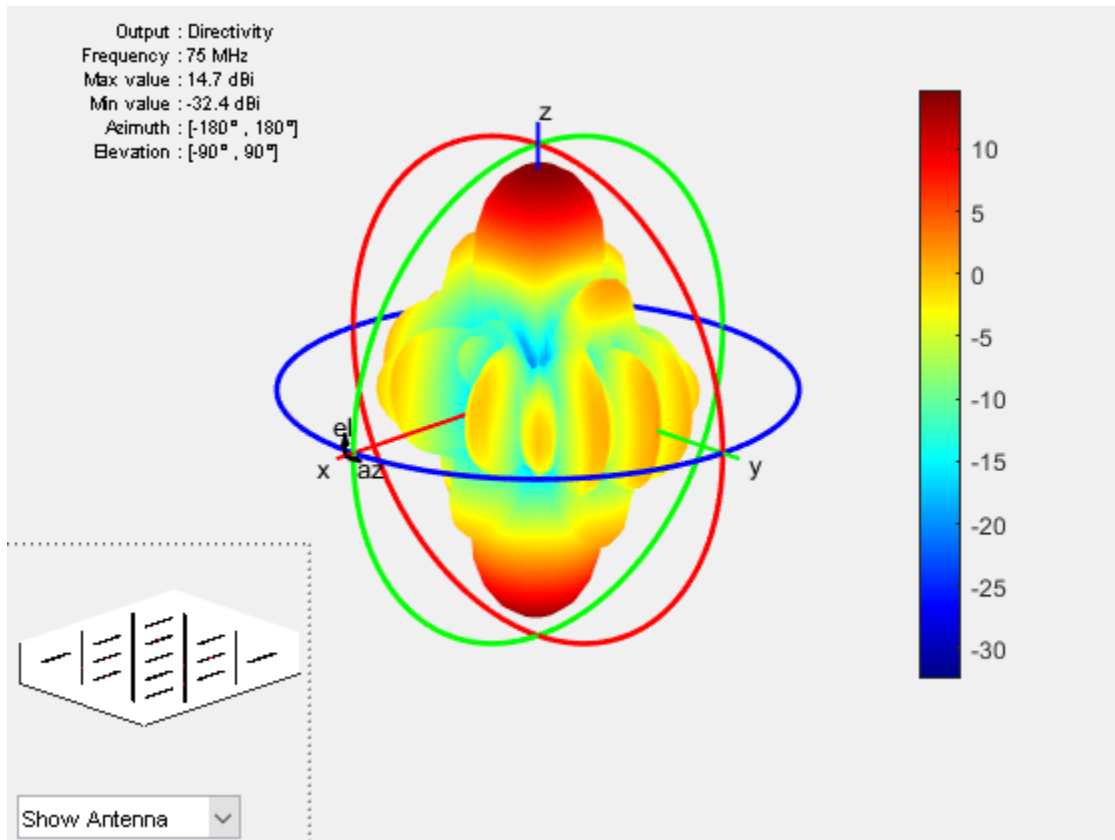 Output : Directivity
Frequency : 75 MHz
Max value : 14.7 dBi
Min value : -32.4 dBi
Azimuth : [-180° , 180°]
Elevation : [-90° , 90°]
z
10
5
0
-5
-10
-15
-20
-25
-30
el
x
az
y
Show Antenna